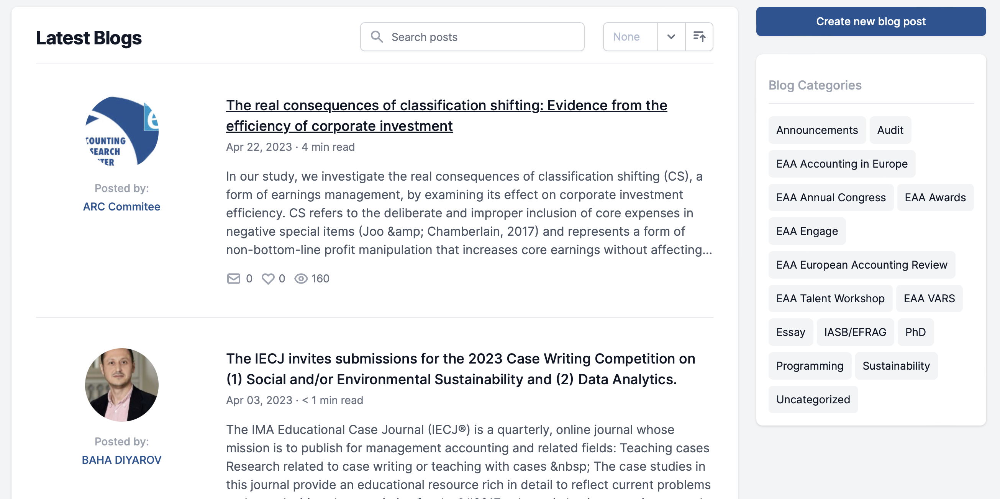 Latest Blogs
Search posts
None
Create new blog post
COUNTING
SEARCH
TER
Posted by:
ARC Commitee
The real consequences of classification shifting: Evidence from the
efficiency of corporate investment
Apr 22, 2023 · 4 min read
In our study, we investigate the real consequences of classification shifting (CS), a
form of earnings management, by examining its effect on corporate investment
efficiency. CS refers to the deliberate and improper inclusion of core expenses in
negative special items (Joo &amp; Chamberlain, 2017) and represents a form of
non-bottom-line profit manipulation that increases core earnings without affecting...
0 0 160
Posted by:
BAHA DIYAROV
The IECJ invites submissions for the 2023 Case Writing Competition on
(1) Social and/or Environmental Sustainability and (2) Data Analytics.
Apr 03, 2023 · < 1 min read
The IMA Educational Case Journal (IECJ®) is a quarterly, online journal whose
mission is to publish for management accounting and related fields: Teaching cases
Research related to case writing or teaching with cases &nbsp; The case studies in
this journal provide an educational resource rich in detail to reflect current problems
Blog Categories
Announcements Audit
EAA Accounting in Europe
EAA Annual Congress EAA Awards
EAA Engage
EAA European Accounting Review
EAA Talent Workshop EAA VARS
Essay IASB/EFRAG PhD
Programming Sustainability
Uncategorized